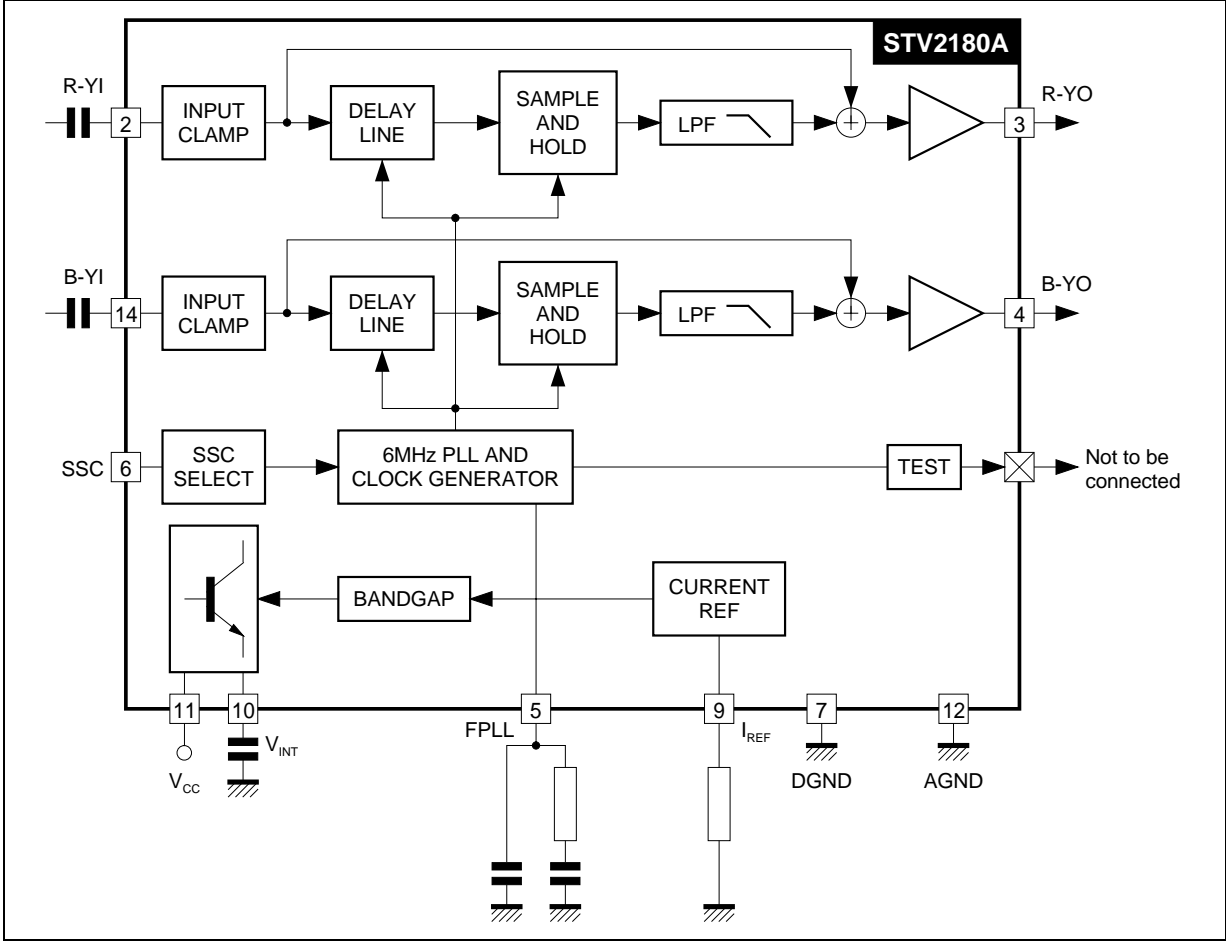 STV2180A
R-YI
2
INPUT
CLAMP
DELAY
LINE
SAMPLE
AND
HOLD
LPF
+
3
R-YO
B-YI
14
INPUT
CLAMP
DELAY
LINE
SAMPLE
AND
HOLD
LPF
+
4
B-YO
SSC
6
SSC
SELECT
6MHz PLL AND
CLOCK GENERATOR
TEST
Not to be
connected
BANDGAP
CURRENT
REF
11
10
5
9
7
12
VCC
VINT
FPLL
IREF
DGND
AGND